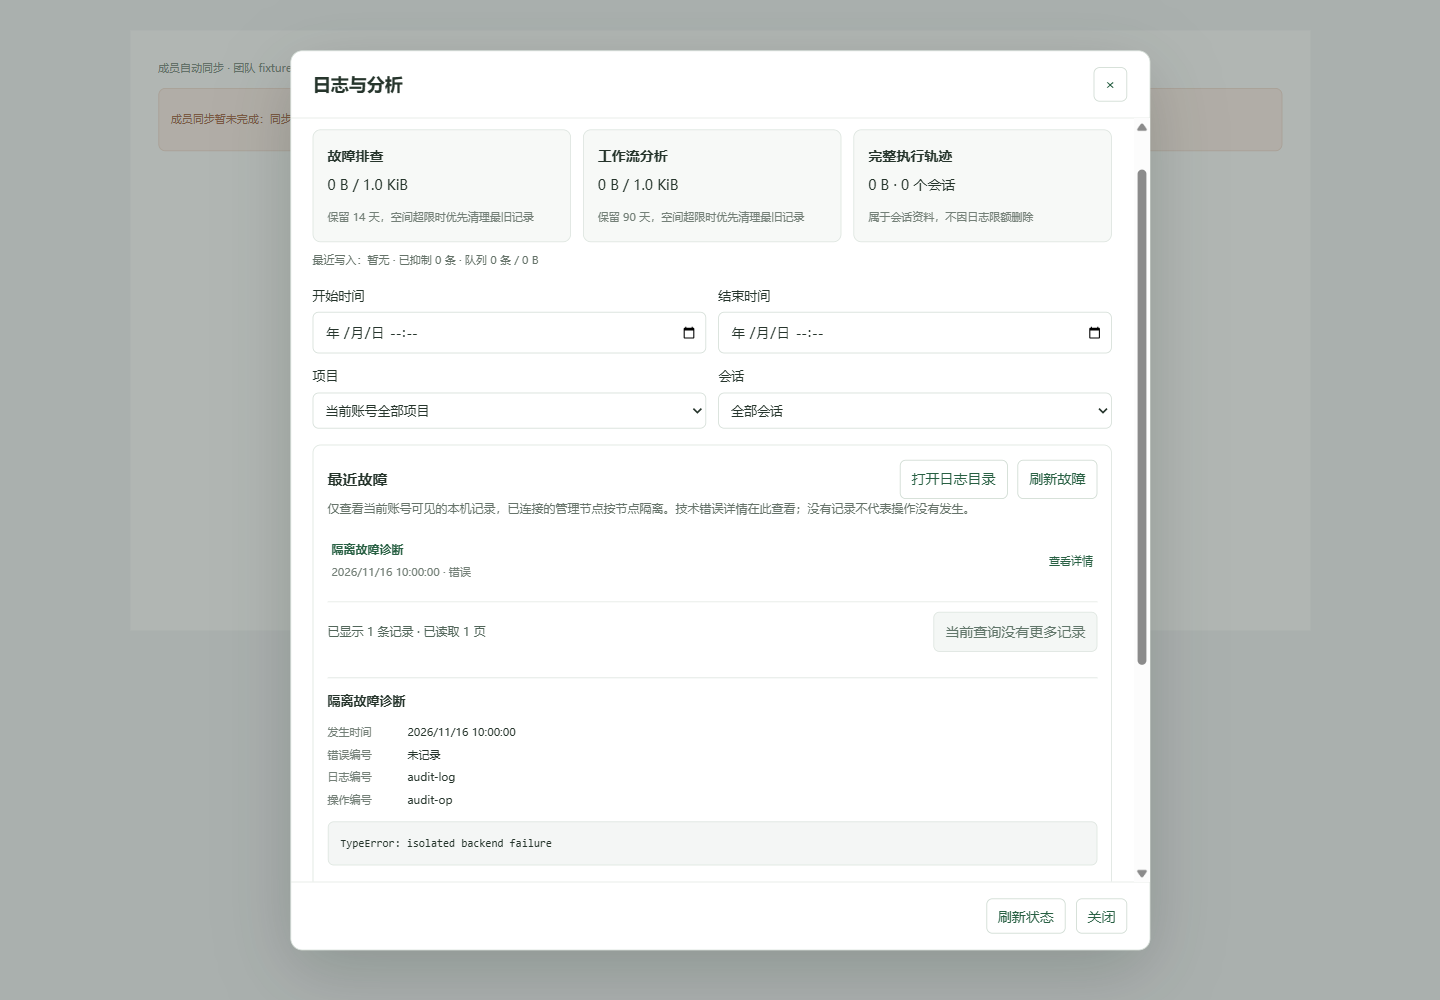 成员自动同步 · 团队 fixture
成员同步暂未完成：同步
日志与分析
×
故障排查
0 B / 1.0 KiB
保留 14 天，空间超限时优先清理最旧记录
工作流分析
0 B / 1.0 KiB
保留 90 天，空间超限时优先清理最旧记录
完整执行轨迹
0 B · 0 个会话
属于会话资料，不因日志限额删除
最近写入：暂无 · 已抑制 0 条 · 队列 0 条 / 0 B
开始时间
结束时间
年 /月/日 --:--
年 /月/日 --:--
项目
会话
当前账号全部项目
全部会话
最近故障
打开日志目录
刷新故障
仅查看当前账号可见的本机记录，已连接的管理节点按节点隔离。技术错误详情在此查看；没有记录不代表操作没有发生。
隔离故障诊断
2026/11/16 10:00:00 · 错误
查看详情
已显示 1 条记录 · 已读取 1 页
当前查询没有更多记录
隔离故障诊断
发生时间 2026/11/16 10:00:00
错误编号 未记录
日志编号 audit-log
操作编号 audit-op
TypeError: isolated backend failure
刷新状态
关闭